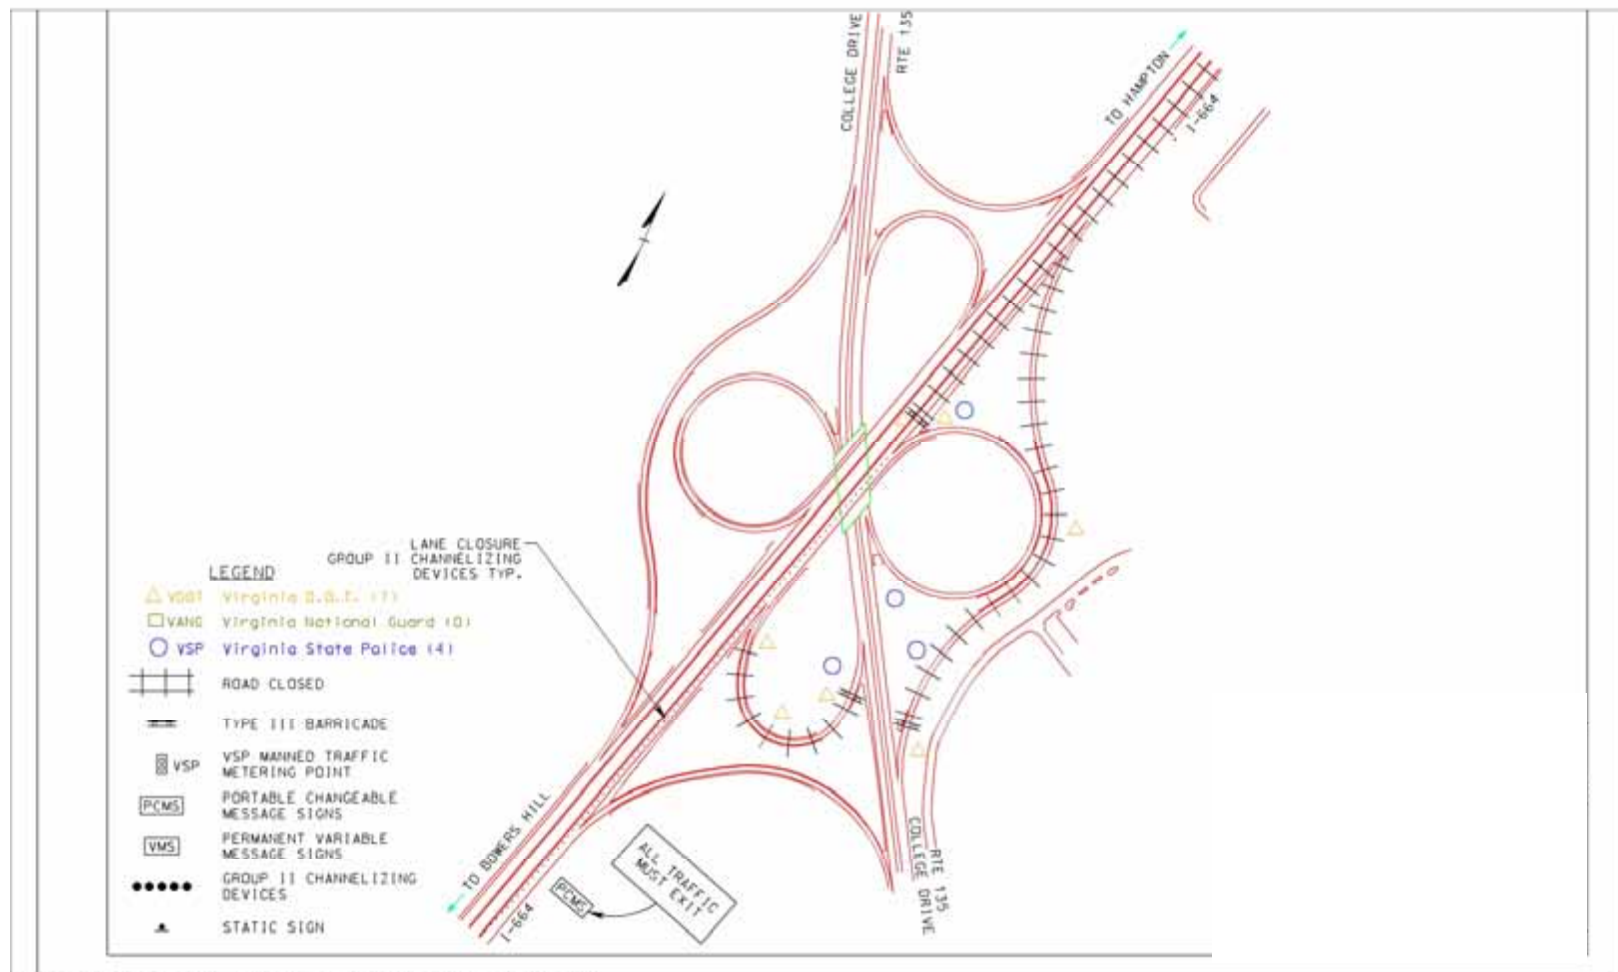 COLLEGE DRIVE
RTE 135
TO HAMPTON
I-664
LANE CLOSURE
GROUP II CHANNELIZING
DEVICES TYP.
LEGEND
VDOT Virginia D.O.T. (7)
VANG Virginia National Guard (0)
VSP Virginia State Police (4)
ROAD CLOSED
TYPE III BARRICADE
VSP VSP MANNED TRAFFIC
METERING POINT
PCMS PORTABLE CHANGEABLE
MESSAGE SIGNS
VMS PERMANENT VARIABLE
MESSAGE SIGNS
GROUP II CHANNELIZING
DEVICES
STATIC SIGN
TO BOWERS HILL
I-664
PCMS
ALL TRAFFIC
MUST EXIT
RTE 135
COLLEGE DRIVE